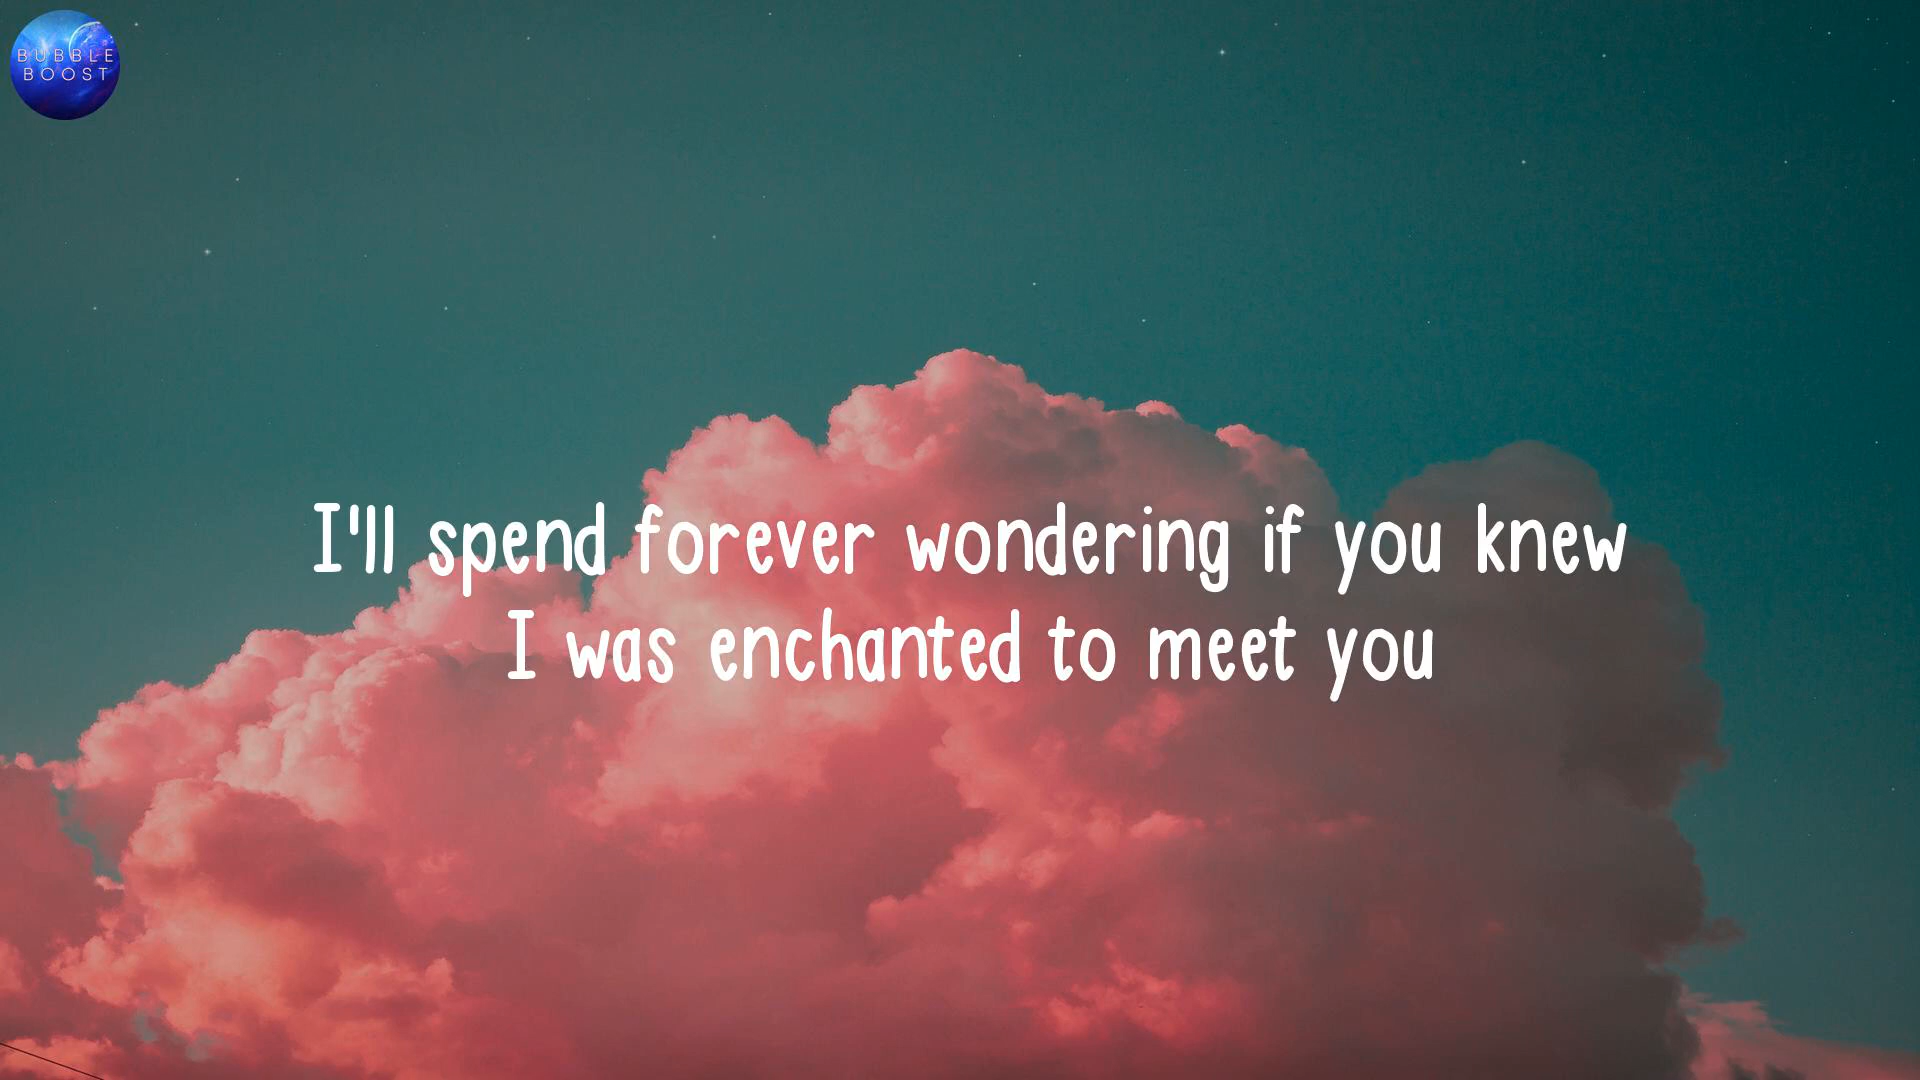 BUBBLE
BOOST
I'll spend forever wondering if you knew
I was enchanted to meet you